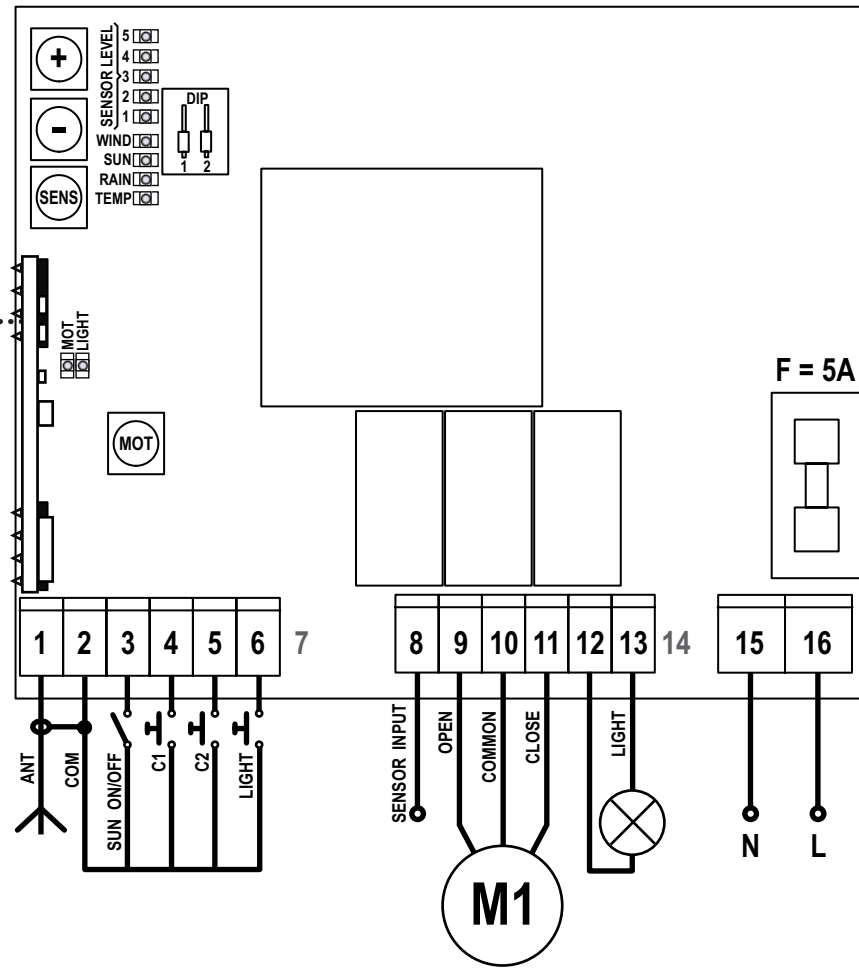 +
-
SENS
SENSOR LEVEL
5
4
3
2
1
WIND
SUN
RAIN
TEMP
DIP
1 2
MOT
LIGHT
MOT
F = 5A
1 2 3 4 5 6 7
8 9 10 11 12 13 14
15 16
ANT
COM
SUN ON/OFF
C1
C2
LIGHT
SENSOR INPUT
OPEN
COMMON
CLOSE
LIGHT
M1
N L